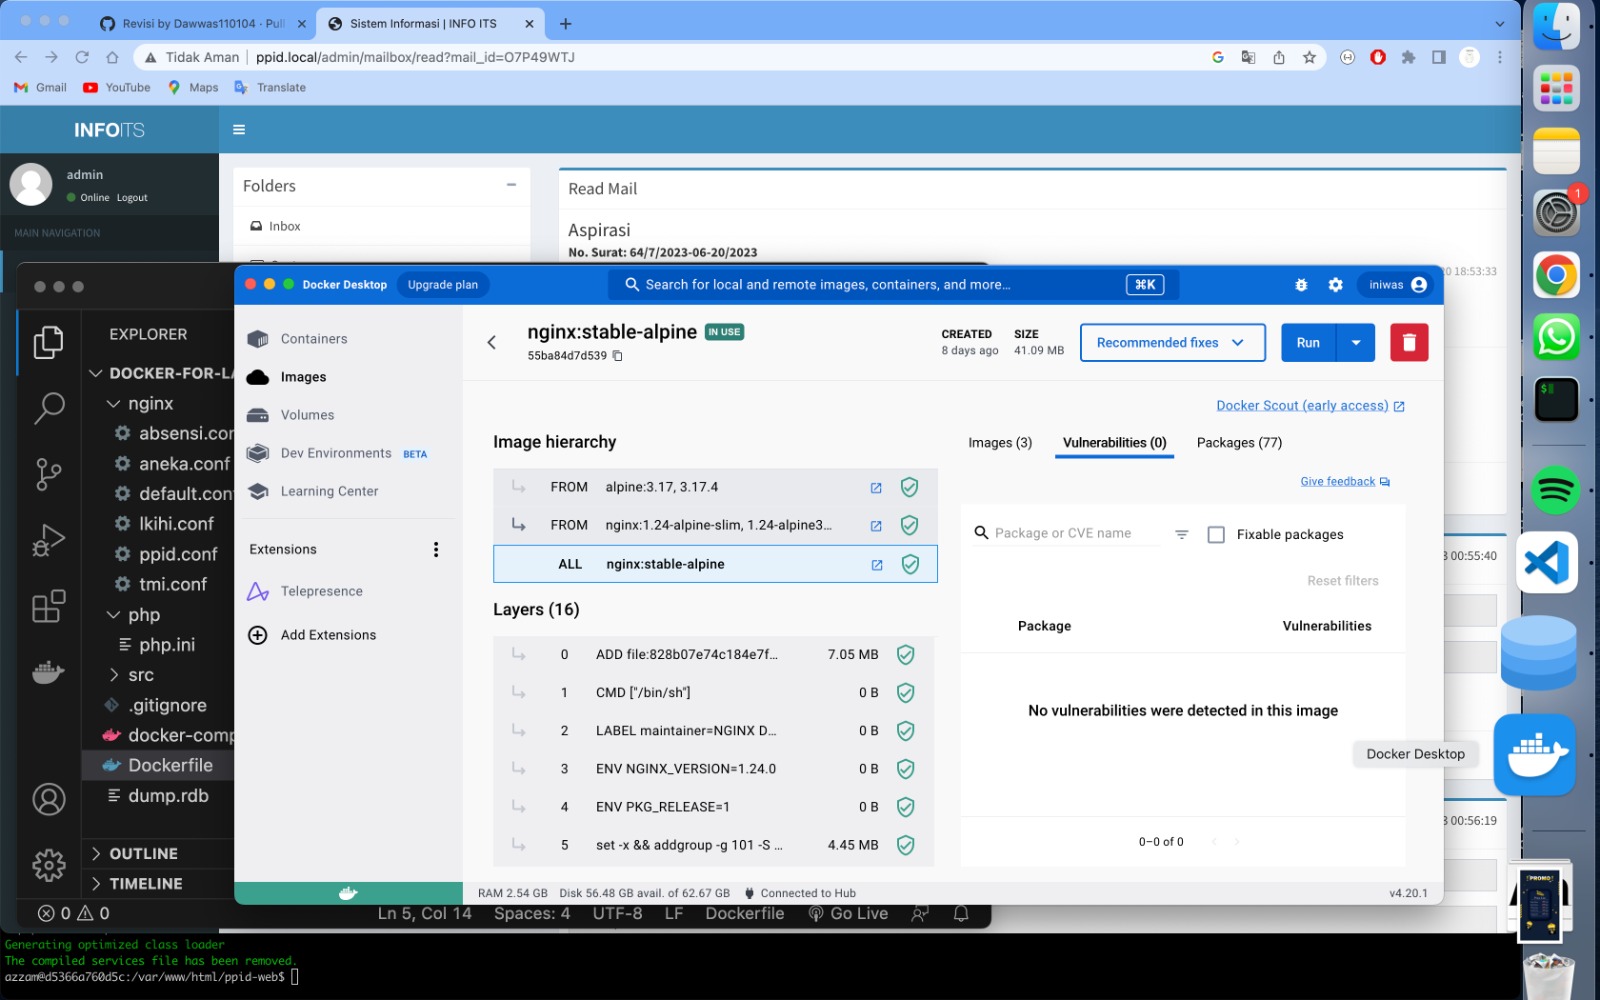 Revisi by Dawwas110104 · Pull
Sistem Informasi | INFO ITS
Tidak Aman
ppid.local/admin/mailbox/read?mail_id=O7P49WTJ
Gmail
YouTube
Maps
Translate
INFOITS
admin
Online Logout
MAIN NAVIGATION
Folders
Inbox
Read Mail
Aspirasi
No. Surat: 64/7/2023-06-20/2023
18:53:33
00:55:40
00:56:19
EXPLORER
DOCKER-FOR-LA
nginx
absensi.cor
aneka.conf
default.con
lkihi.conf
ppid.conf
tmi.conf
php
php.ini
src
.gitignore
docker-comp
Dockerfile
dump.rdb
OUTLINE
TIMELINE
0 0
Ln 5, Col 14
Spaces: 4
UTF-8
LF
Dockerfile
Go Live
Docker Desktop
Upgrade plan
Search for local and remote images, containers, and more...
⌘K
iniwas
Containers
Images
Volumes
Dev Environments BETA
Learning Center
Extensions
Telepresence
Add Extensions
nginx:stable-alpine IN USE
55ba84d7d539
CREATED
8 days ago
SIZE
41.09 MB
Recommended fixes
Run
Docker Scout (early access)
Image hierarchy
FROM alpine:3.17, 3.17.4
FROM nginx:1.24-alpine-slim, 1.24-alpine3...
ALL nginx:stable-alpine
Layers (16)
0 ADD file:828b07e74c184e7f... 7.05 MB
1 CMD ["/bin/sh"] 0 B
2 LABEL maintainer=NGINX D... 0 B
3 ENV NGINX_VERSION=1.24.0 0 B
4 ENV PKG_RELEASE=1 0 B
5 set -x && addgroup -g 101 -S ... 4.45 MB
Images (3)
Vulnerabilities (0)
Packages (77)
Give feedback
Package or CVE name
Fixable packages
Reset filters
Package
Vulnerabilities
No vulnerabilities were detected in this image
0–0 of 0
RAM 2.54 GB
Disk 56.48 GB avail. of 62.67 GB
Connected to Hub
v4.20.1
Docker Desktop
1
PROMO
Generating optimized class loader
The compiled services file has been removed.
azzam@d5366a760d5c:/var/www/html/ppid-web$